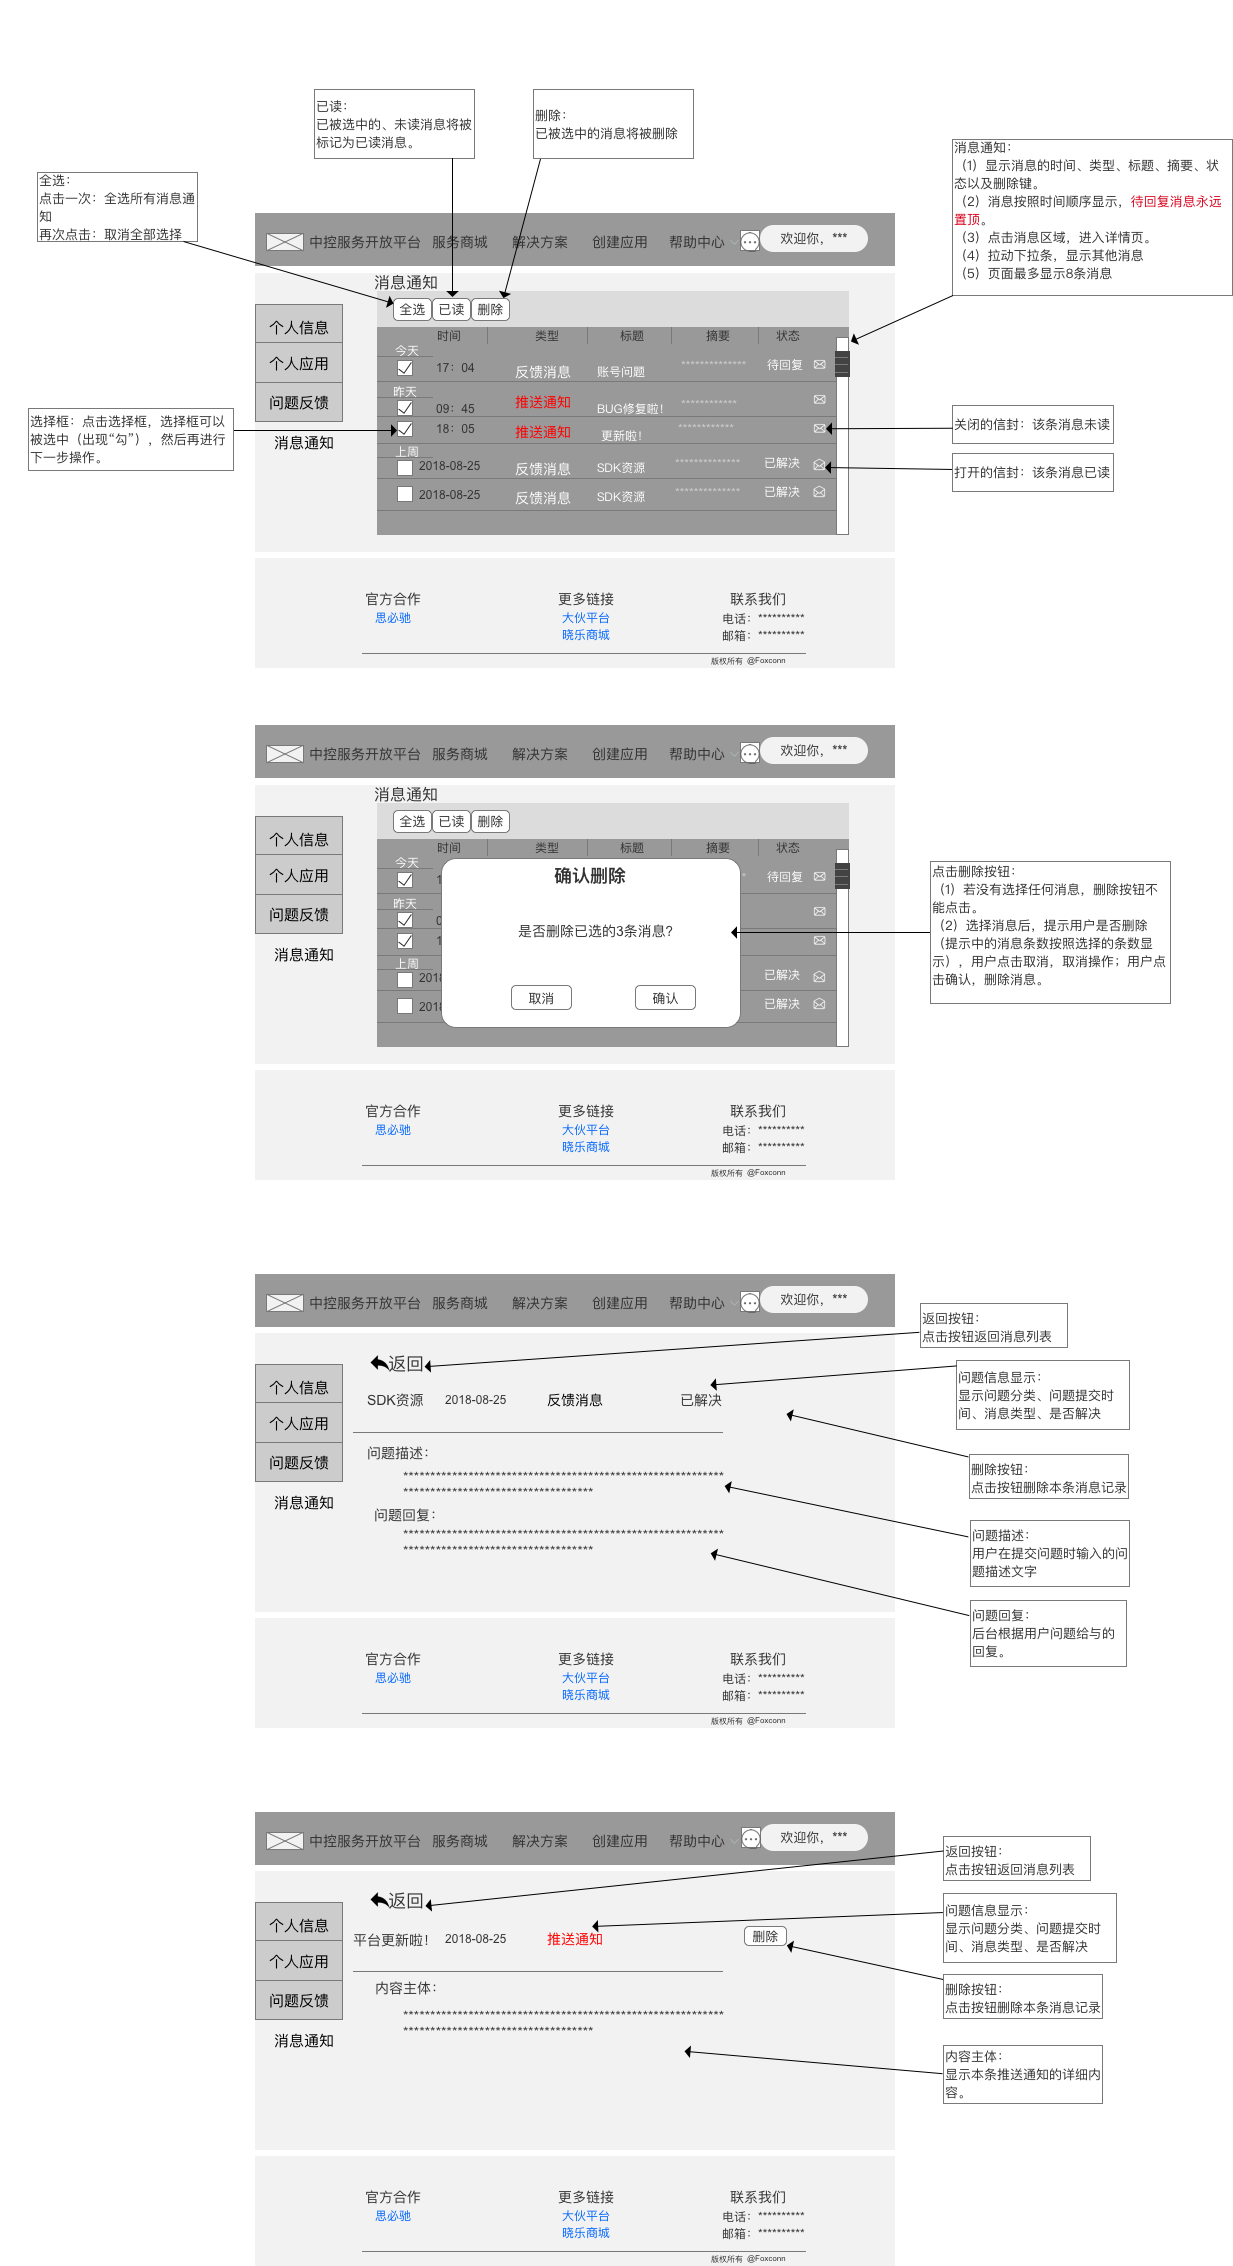 已读：
已被选中的、未读消息将被
标记为已读消息。
删除：
已被选中的消息将被删除
全选：
点击一次：全选所有消息通
知
再次点击：取消全部选择
消息通知：
（1）显示消息的时间、类型、标题、摘要、状
态以及删除键。
（2）消息按照时间顺序显示，待回复消息永远
置顶。
（3）点击消息区域，进入详情页。
（4）拉动下拉条，显示其他消息
（5）页面最多显示8条消息
中控服务开放平台 服务商城 解决方案 创建应用 帮助中心 欢迎你，***
消息通知
全选 已读 删除
个人信息
个人应用
问题反馈
消息通知
时间 类型 标题 摘要 状态
今天
17：04 反馈消息 账号问题 ************** 待回复
昨天
09：45 推送通知 BUG修复啦！ ************
18：05 推送通知 更新啦！ ************
上周
2018-08-25 反馈消息 SDK资源 ************** 已解决
2018-08-25 反馈消息 SDK资源 ************** 已解决
选择框：点击选择框，选择框可以
被选中（出现“勾”），然后再进行
下一步操作。
关闭的信封：该条消息未读
打开的信封：该条消息已读
官方合作 更多链接 联系我们
思必驰 大伙平台 电话：**********
晓乐商城 邮箱：**********
版权所有 @Foxconn
中控服务开放平台 服务商城 解决方案 创建应用 帮助中心 欢迎你，***
消息通知
全选 已读 删除
个人信息
个人应用
问题反馈
消息通知
时间 类型 标题 摘要 状态
今天
1 * 待回复
昨天
0
1
上周
2018 已解决
2018 已解决
确认删除
是否删除已选的3条消息?
取消 确认
点击删除按钮：
（1）若没有选择任何消息，删除按钮不
能点击。
（2）选择消息后，提示用户是否删除
（提示中的消息条数按照选择的条数显
示），用户点击取消，取消操作；用户点
击确认，删除消息。
官方合作 更多链接 联系我们
思必驰 大伙平台 电话：**********
晓乐商城 邮箱：**********
版权所有 @Foxconn
中控服务开放平台 服务商城 解决方案 创建应用 帮助中心 欢迎你，***
返回
个人信息
个人应用
问题反馈
消息通知
SDK资源 2018-08-25 反馈消息 已解决
问题描述：
***********************************************************
***********************************
问题回复：
***********************************************************
***********************************
返回按钮：
点击按钮返回消息列表
问题信息显示：
显示问题分类、问题提交时
间、消息类型、是否解决
删除按钮：
点击按钮删除本条消息记录
问题描述：
用户在提交问题时输入的问
题描述文字
问题回复：
后台根据用户问题给与的
回复。
官方合作 更多链接 联系我们
思必驰 大伙平台 电话：**********
晓乐商城 邮箱：**********
版权所有 @Foxconn
中控服务开放平台 服务商城 解决方案 创建应用 帮助中心 欢迎你，***
返回
个人信息
个人应用
问题反馈
消息通知
平台更新啦！ 2018-08-25 推送通知 删除
内容主体：
***********************************************************
***********************************
返回按钮：
点击按钮返回消息列表
问题信息显示：
显示问题分类、问题提交时
间、消息类型、是否解决
删除按钮：
点击按钮删除本条消息记录
内容主体：
显示本条推送通知的详细内
容。
官方合作 更多链接 联系我们
思必驰 大伙平台 电话：**********
晓乐商城 邮箱：**********
版权所有 @Foxconn